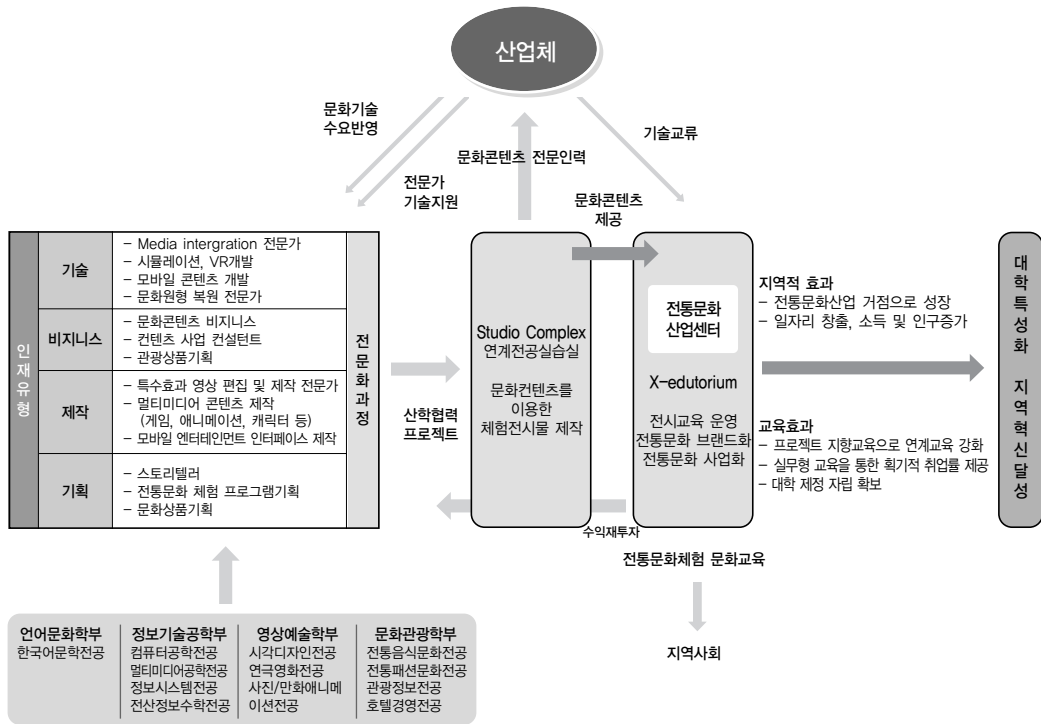 산업체
문화기술
수요반영
기술교류
문화콘텐츠 전문인력
전문가
기술지원
문화콘텐츠
제공
인재유형
기술
– Media intergration 전문가
– 시뮬레이션, VR개발
– 모바일 콘텐츠 개발
– 문화원형 복원 전문가
비지니스
– 문화콘텐츠 비지니스
– 컨텐츠 사업 컨설턴트
– 관광상품기획
제작
– 특수효과 영상 편집 및 제작 전문가
– 멀티미디어 콘텐츠 제작
(게임, 애니메이션, 캐릭터 등)
– 모바일 엔터테인먼트 인터페이스 제작
기획
– 스토리텔러
– 전통문화 체험 프로그램기획
– 문화상품기획
전문화과정
산학협력
프로젝트
Studio Complex
연계전공실습실
문화컨텐츠를
이용한
체험전시물 제작
전통문화
산업센터
X-edutorium
전시교육 운영
전통문화 브랜드화
전통문화 사업화
지역적 효과
– 전통문화산업 거점으로 성장
– 일자리 창출, 소득 및 인구증가
교육효과
– 프로젝트 지향교육으로 연계교육 강화
– 실무형 교육을 통한 획기적 취업률 제공
– 대학 제정 자립 확보
대학특성화 지역혁신달성
수익재투자
전통문화체험 문화교육
지역사회
언어문화학부
한국어문학전공
정보기술공학부
컴퓨터공학전공
멀티미디어공학전공
정보시스템전공
전산정보수학전공
영상예술학부
시각디자인전공
연극영화전공
사진/만화애니메
이션전공
문화관광학부
전통음식문화전공
전통패션문화전공
관광정보전공
호텔경영전공